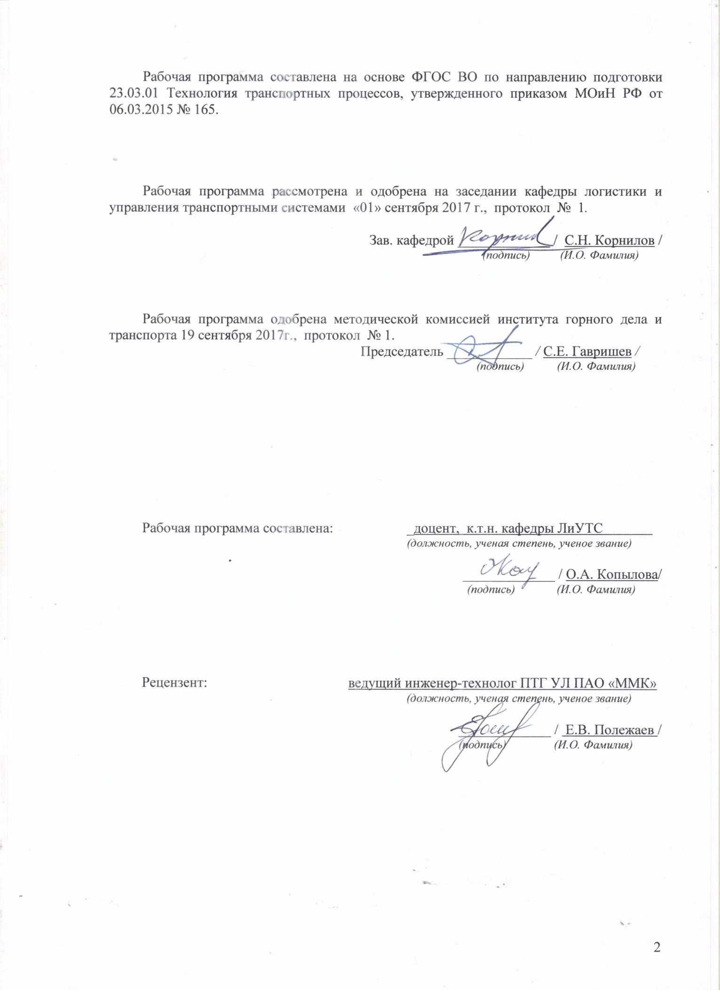 Рабочая программа составлена на основе ФГОС ВО по направлению подготовки
23.03.01 Технология транспортных процессов, утвержденного приказом МОиН РФ от
06.03.2015 № 165.
Рабочая программа рассмотрена и одобрена на заседании кафедры логистики и
управления транспортными системами «01» сентября 2017 г., протокол № 1.
Зав. кафедрой ______________/ С.Н. Корнилов /
(подпись) (И.О. Фамилия)
Рабочая программа одобрена методической комиссией института горного дела и
транспорта 19 сентября 2017г., протокол № 1.
Председатель _____________ / С.Е. Гавришев /
(подпись) (И.О. Фамилия)
Рабочая программа составлена: _доцент, к.т.н. кафедры ЛиУТС
(должность, ученая степень, ученое звание)
______________ / О.А. Копылова/
(подпись) (И.О. Фамилия)
Рецензент: ведущий инженер-технолог ПТГ УЛ ПАО «ММК»
(должность, ученая степень, ученое звание)
______________ / Е.В. Полежаев /
(подпись) (И.О. Фамилия)
2